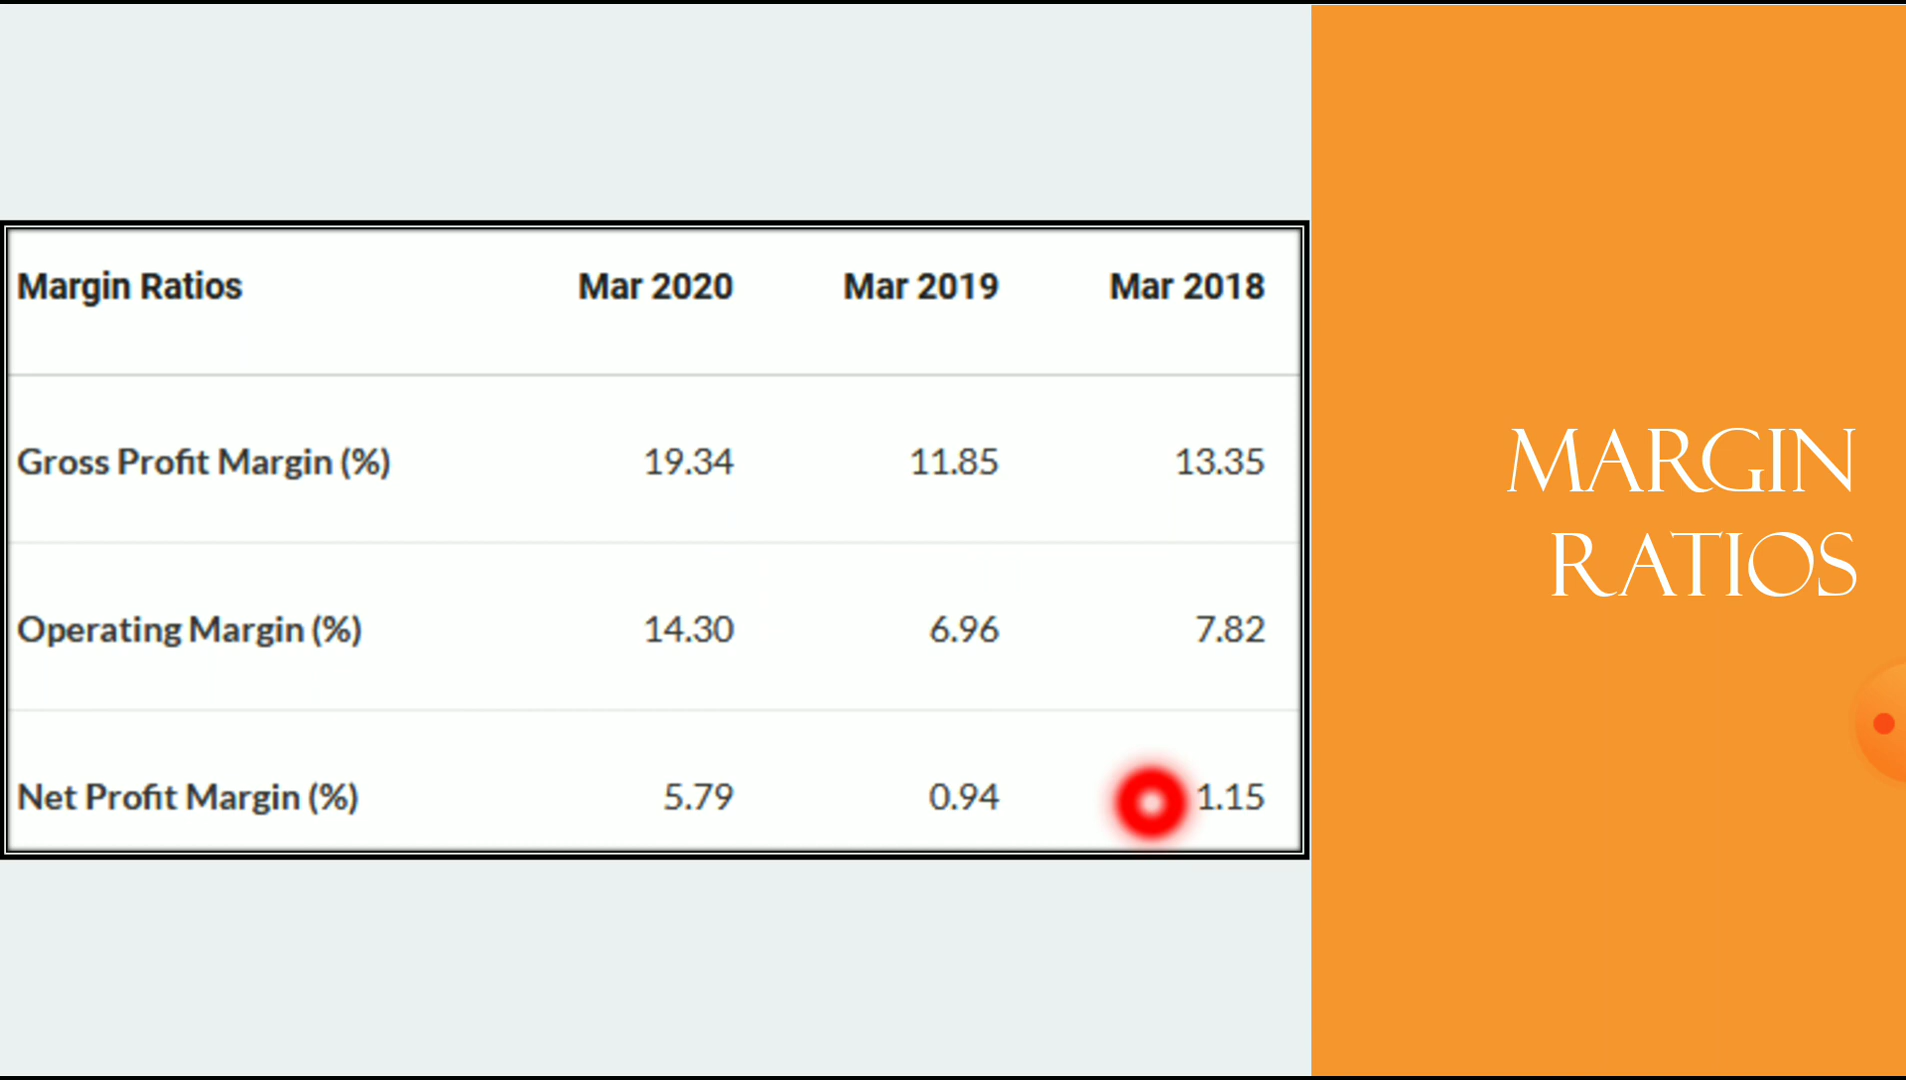 Margin Ratios Mar 2020 Mar 2019 Mar 2018
Gross Profit Margin (%) 19.34 11.85 13.35
Operating Margin (%) 14.30 6.96 7.82
Net Profit Margin (%) 5.79 0.94 1.15
MARGIN
RATIOS